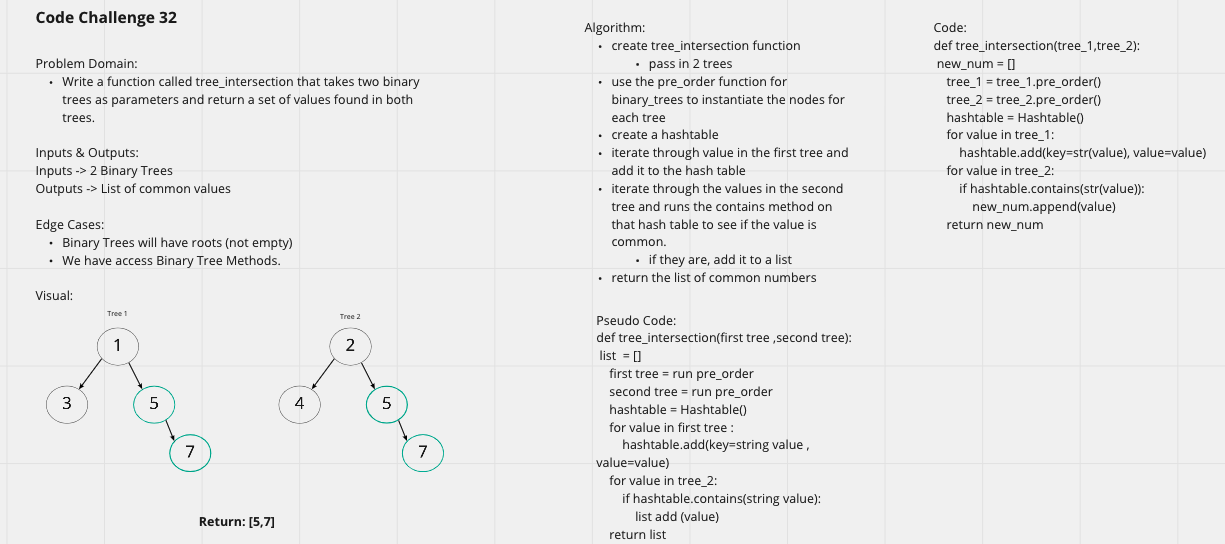 Code Challenge 32
Problem Domain:
• Write a function called tree_intersection that takes two binary
trees as parameters and return a set of values found in both
trees.
Inputs & Outputs:
Inputs -> 2 Binary Trees
Outputs -> List of common values
Edge Cases:
• Binary Trees will have roots (not empty)
• We have access Binary Tree Methods.
Visual:
Tree 1
1
3
5
7
Tree 2
2
4
5
7
Return: [5,7]
Algorithm:
• create tree_intersection function
• pass in 2 trees
• use the pre_order function for
binary_trees to instantiate the nodes for
each tree
• create a hashtable
• iterate through value in the first tree and
add it to the hash table
• iterate through the values in the second
tree and runs the contains method on
that hash table to see if the value is
common.
• if they are, add it to a list
• return the list of common numbers
Pseudo Code:
def tree_intersection(first tree ,second tree):
list  = []
first tree = run pre_order
second tree = run pre_order
hashtable = Hashtable()
for value in first tree :
hashtable.add(key=string value ,
value=value)
for value in tree_2:
if hashtable.contains(string value):
list add (value)
return list
Code:
def tree_intersection(tree_1,tree_2):
new_num = []
tree_1 = tree_1.pre_order()
tree_2 = tree_2.pre_order()
hashtable = Hashtable()
for value in tree_1:
hashtable.add(key=str(value), value=value)
for value in tree_2:
if hashtable.contains(str(value)):
new_num.append(value)
return new_num